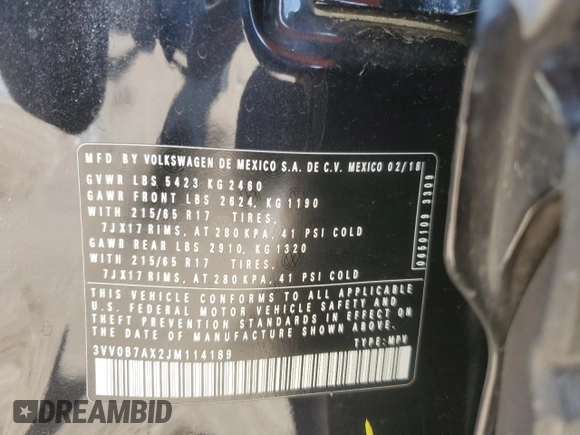 MFD BY VOLKSWAGEN DE MEXICO S.A. DE C.V. MEXICO 02/18
GVWR LBS 5423 KG 2460
GAWR FRONT LBS 2624, KG 1190
WITH 215/65 R17 TIRES,
7JX17 RIMS, AT 280 KPA, 41 PSI COLD
GAWR REAR LBS 2910, KG 1320
WITH 215/65 R17 TIRES,
7JX17 RIMS, AT 280 KPA, 41 PSI COLD
THIS VEHICLE CONFORMS TO ALL APPLICABLE
U.S. FEDERAL MOTOR VEHICLE SAFETY AND
THEFT PREVENTION STANDARDS IN EFFECT ON
THE DATE OF MANUFACTURE SHOWN ABOVE.
3VV0B7AX2JM114189 TYPE: MPV
0650109 3309
DREAMBID